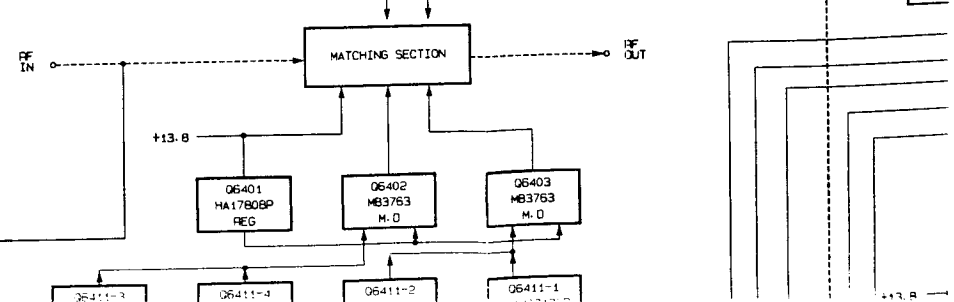 RF
IN
MATCHING SECTION
RF
OUT
+13.8
Q6401
HA17808P
REG
Q6402
MB3763
M.D
Q6403
MB3763
M.D
Q6411-3
Q6411-4
Q6411-2
Q6411-1
+13.8